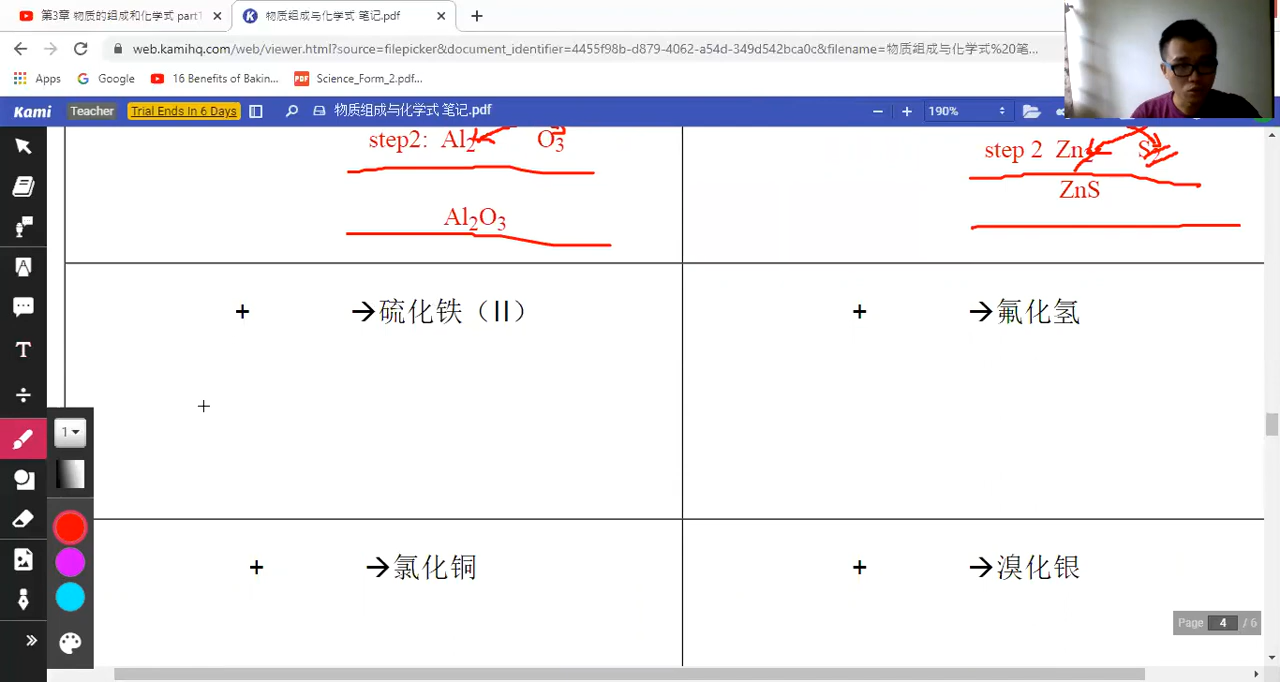 第3章 物质的组成和化学式 part1
物质组成与化学式 笔记.pdf
web.kamihq.com/web/viewer.html?source=filepicker&document_identifier=4455f98b-d879-4062-a54d-349d542bca0c&filename=物质组成与化学式%20笔...
Apps
Google
16 Benefits of Bakin...
Science_Form_2.pdf...
Kami
Teacher
Trial Ends In 6 Days
物质组成与化学式 笔记.pdf
190%
step2: Al2 O3
Al2O3
step 2 Zn2 S2
ZnS
+ →硫化铁（II）
+ →氟化氢
1
+ →氯化铜
+ →溴化银
Page 4 / 6